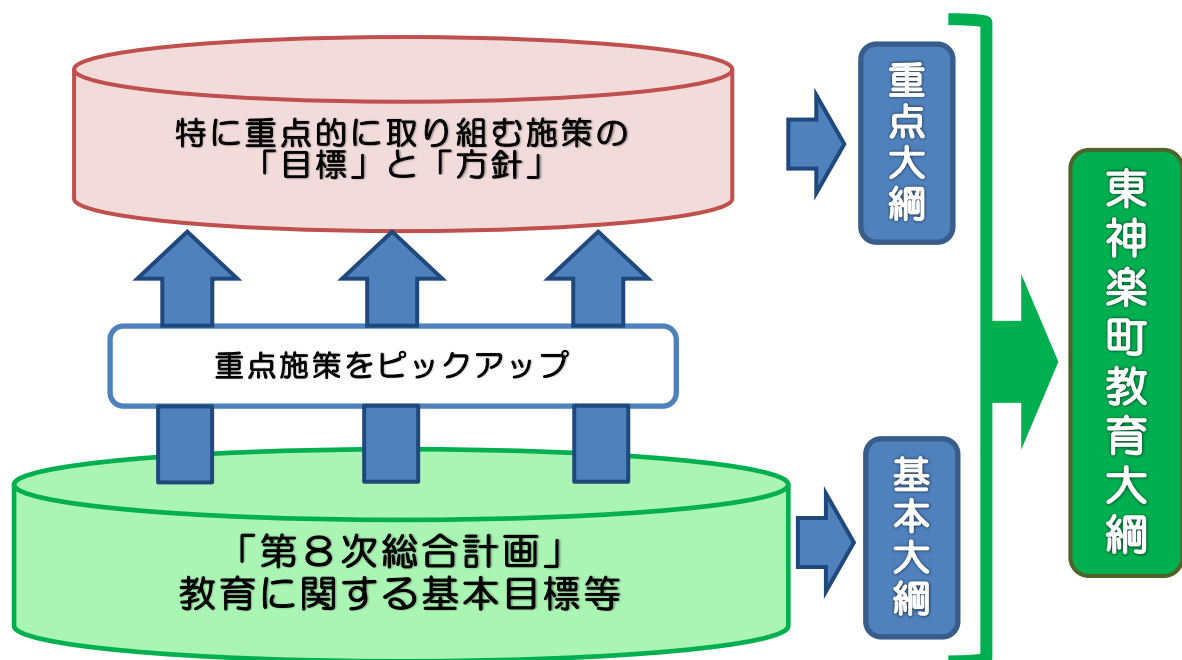 特に重点的に取り組む施策の
「目標」と「方針」
重点大綱
重点施策をピックアップ
「第８次総合計画」
教育に関する基本目標等
基本大綱
東神楽町教育大綱